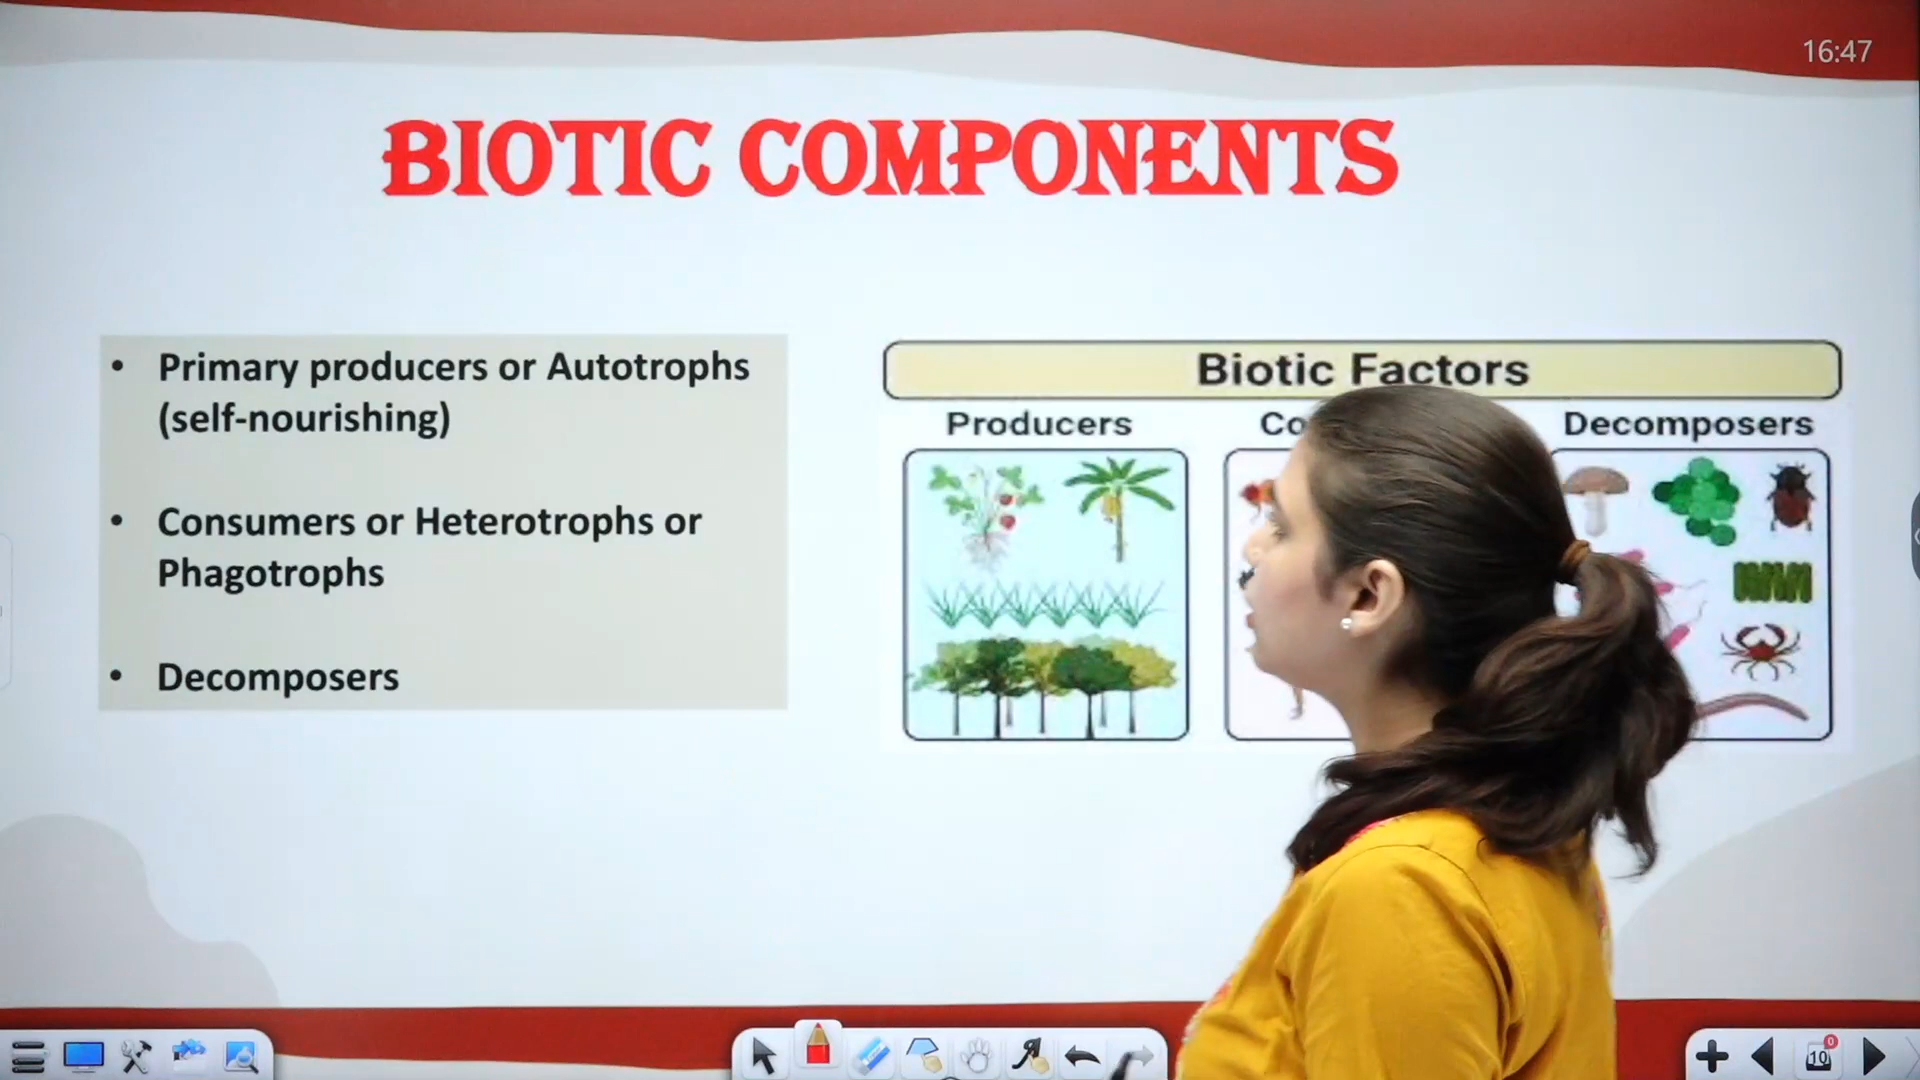 16:47
BIOTIC COMPONENTS
• Primary producers or Autotrophs
(self-nourishing)
• Consumers or Heterotrophs or
Phagotrophs
• Decomposers
Biotic Factors
Producers
Decomposers
10
0